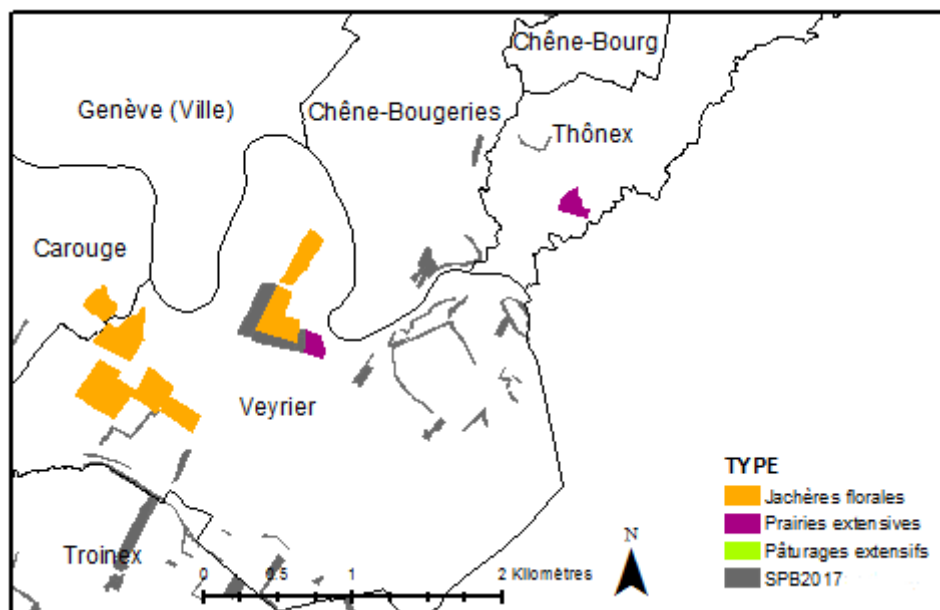 Chêne-Bourg
Genève (Ville)
Chêne-Bougeries
Thônex
Carouge
Veyrier
Troinex
TYPE
Jachères florales
Prairies extensives
Pâturages extensifs
SPB2017
N
0 0.5 1 2 Kilomètres